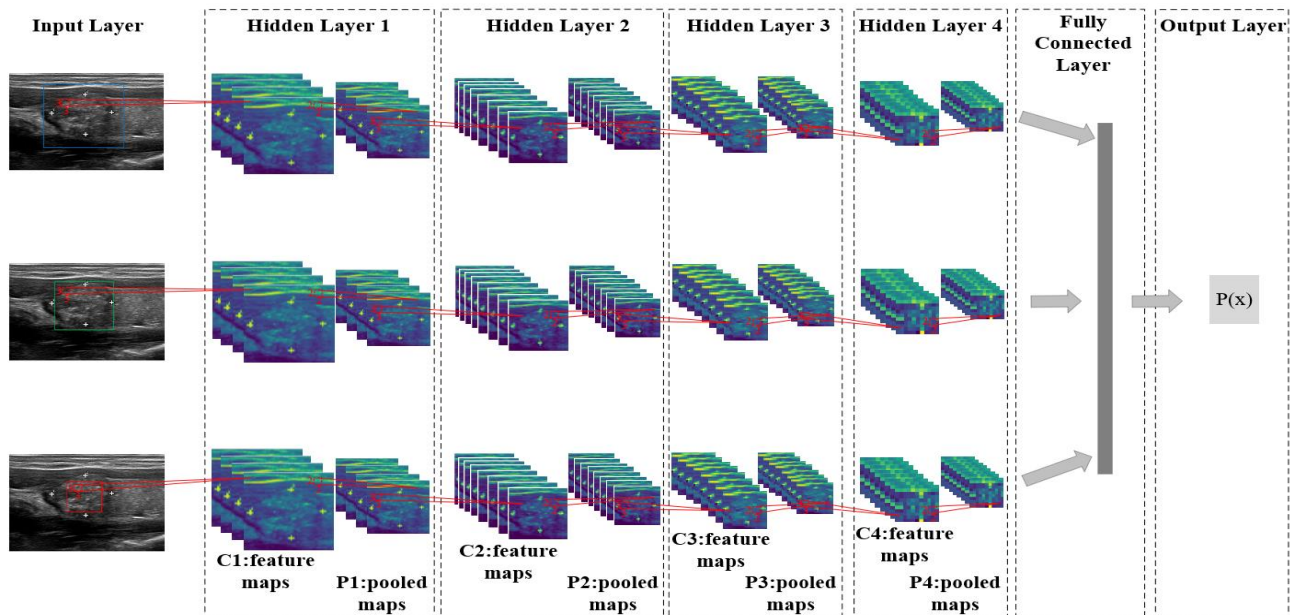 Input Layer
Hidden Layer 1
Hidden Layer 2
Hidden Layer 3
Hidden Layer 4
Fully
Connected
Layer
Output Layer
P(x)
C1:feature
maps
P1:pooled
maps
C2:feature
maps
P2:pooled
maps
C3:feature
maps
P3:pooled
maps
C4:feature
maps
P4:pooled
maps